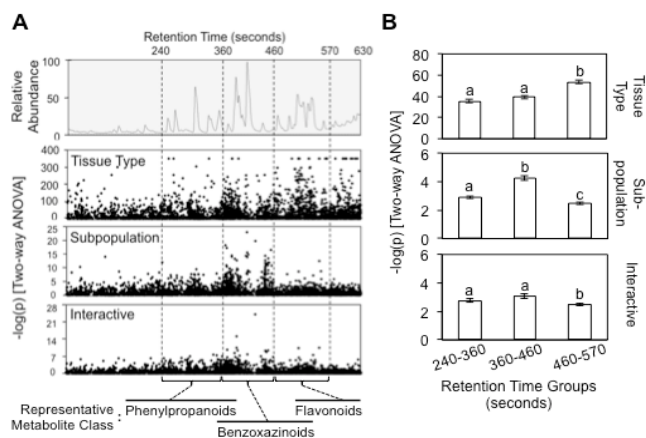 A
Retention Time (seconds)
240 360 460 570 630
Relative
Abundance
100
50
0
Tissue Type
400
300
200
100
0
Subpopulation
25
20
15
10
5
0
Interactive
28
21
14
7
0
-log(p) [Two-way ANOVA]
Representative
Metabolite Class
:
Phenylpropanoids
Flavonoids
Benzoxazinoids
B
80
60
40
20
0
a a b
Tissue
Type
6
4
2
0
a b c
Sub-
population
6
4
2
0
a a b
Interactive
-log(p) [Two-way ANOVA]
240-360 360-460 460-570
Retention Time Groups
(seconds)